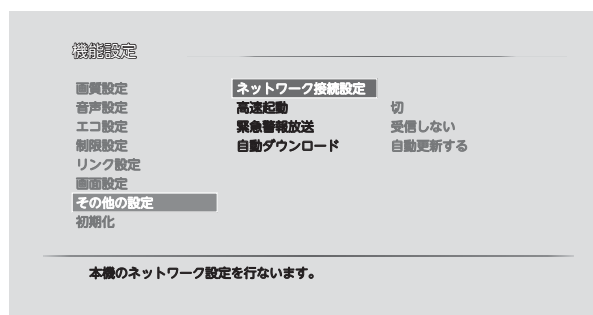 機能設定
画質設定
音声設定
エコ設定
制限設定
リンク設定
画面設定
その他の設定
初期化
ネットワーク接続設定
高速起動 切
緊急警報放送 受信しない
自動ダウンロード 自動更新する
本機のネットワーク設定を行ないます。